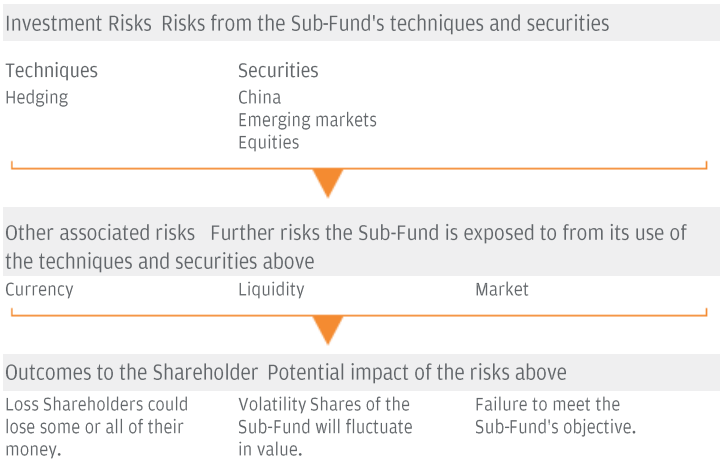 Investment Risks Risks from the Sub-Fund's techniques and securities
Techniques
Hedging
Securities
China
Emerging markets
Equities
Other associated risks Further risks the Sub-Fund is exposed to from its use of
the techniques and securities above
Currency
Liquidity
Market
Outcomes to the Shareholder Potential impact of the risks above
Loss Shareholders could
lose some or all of their
money.
Volatility Shares of the
Sub-Fund will fluctuate
in value.
Failure to meet the
Sub-Fund's objective.